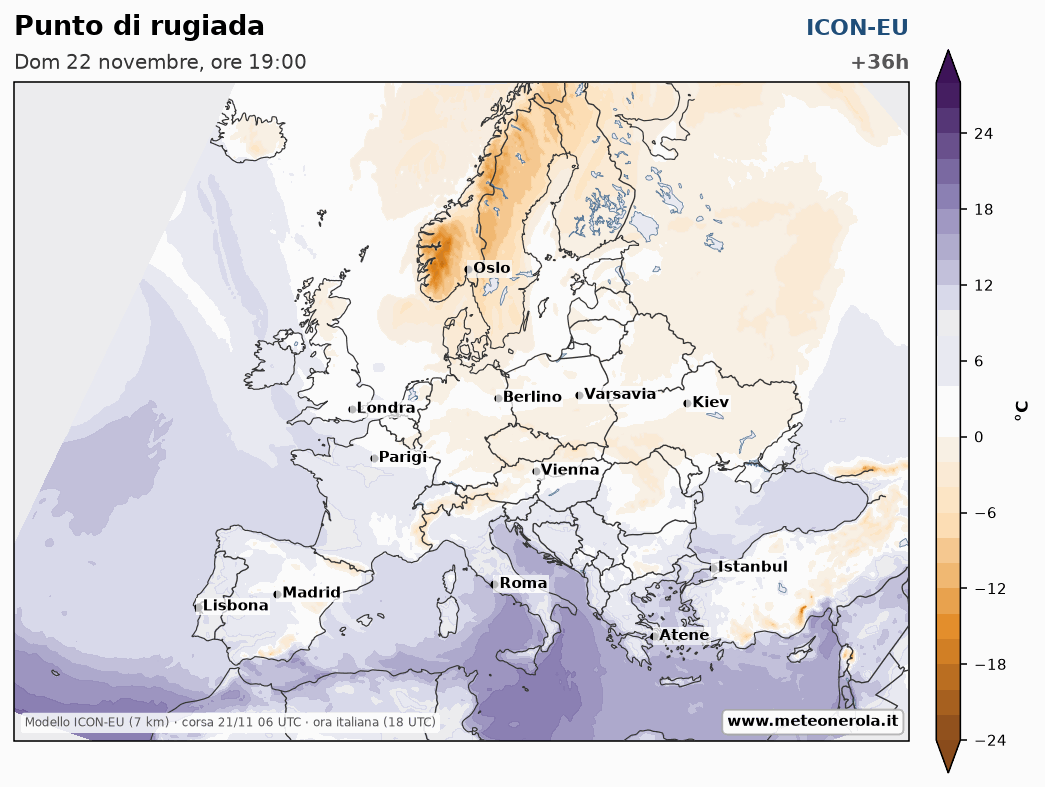 Punto di rugiada
ICON-EU
Dom 22 novembre, ore 19:00
+36h
24
18
12
6
0
−6
−12
−18
−24
°C
Oslo
Berlino
Varsavia
Kiev
Londra
Parigi
Vienna
Istanbul
Roma
Madrid
Lisbona
Atene
Modello ICON-EU (7 km) · corsa 21/11 06 UTC · ora italiana (18 UTC)
www.meteonerola.it